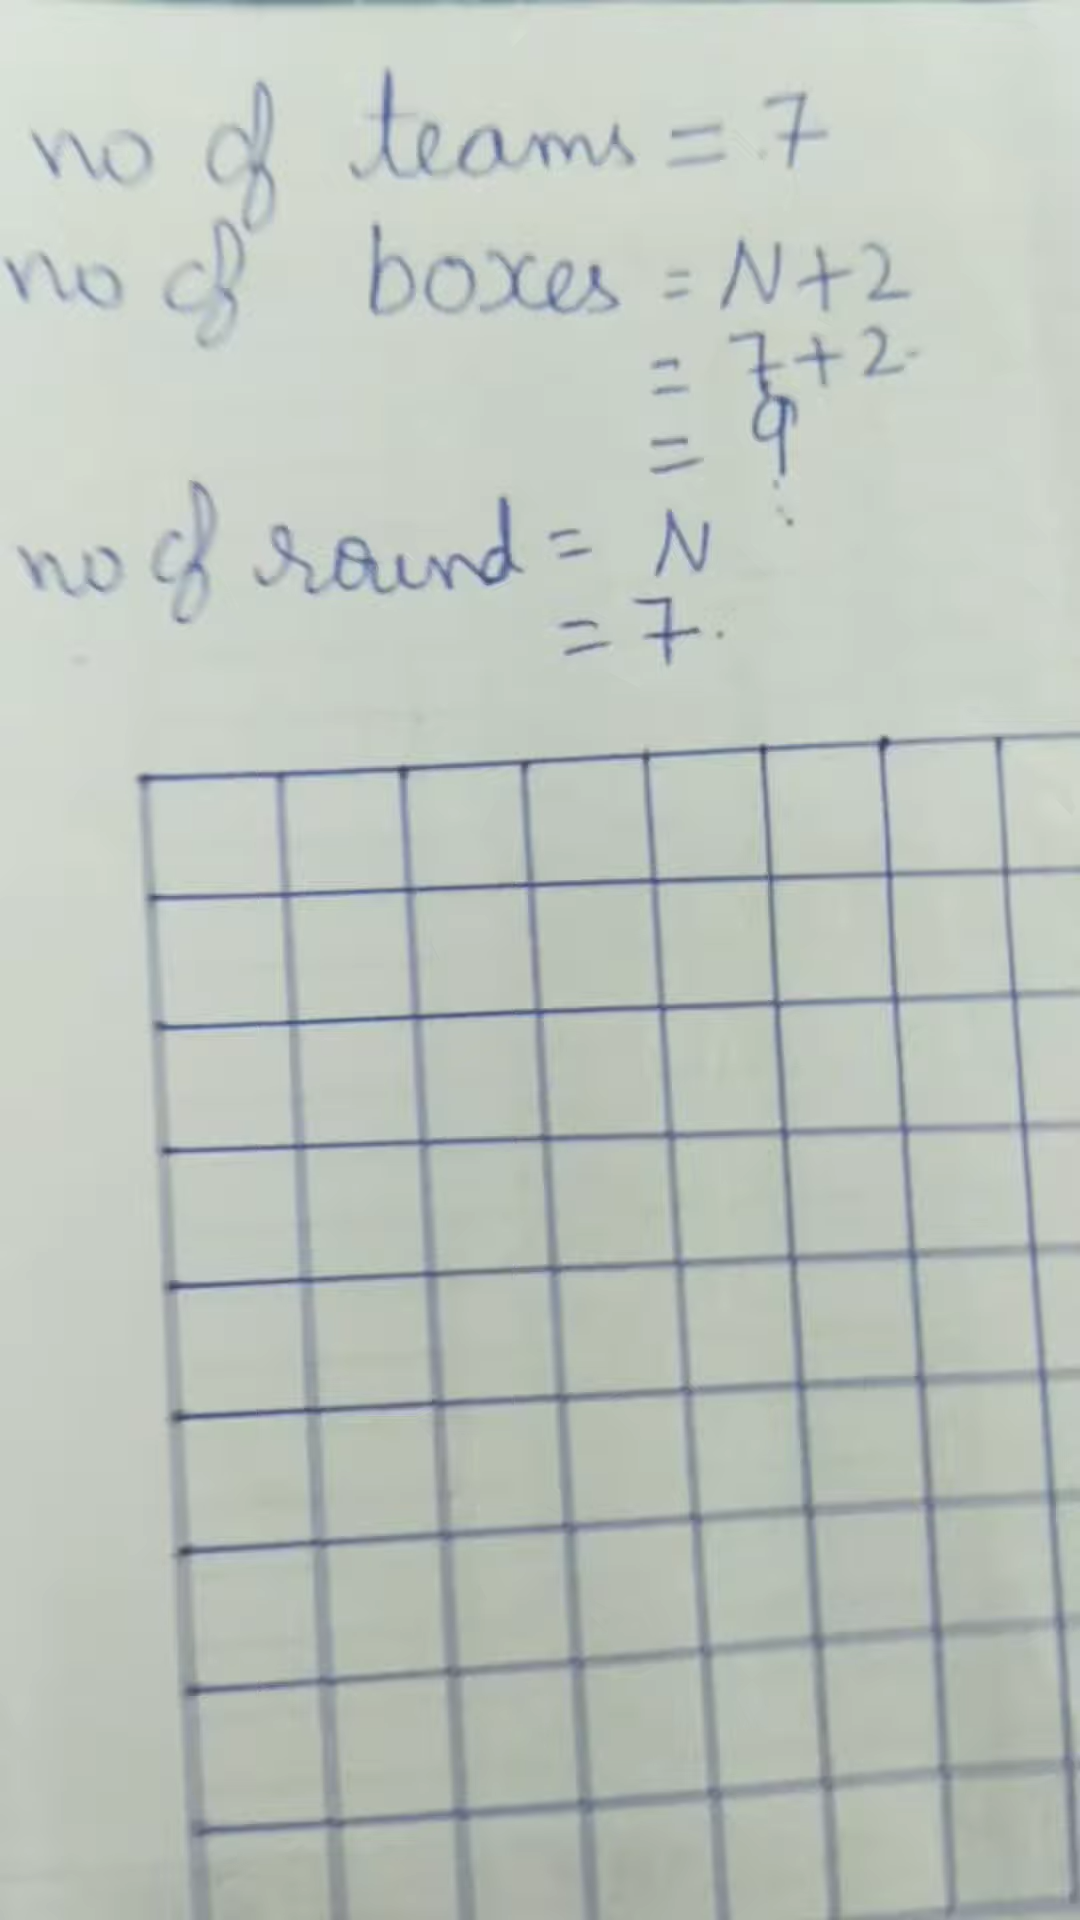 no of teams = 7
no of boxes = N+2
= 7+2
= 9
no of round = N
= 7.